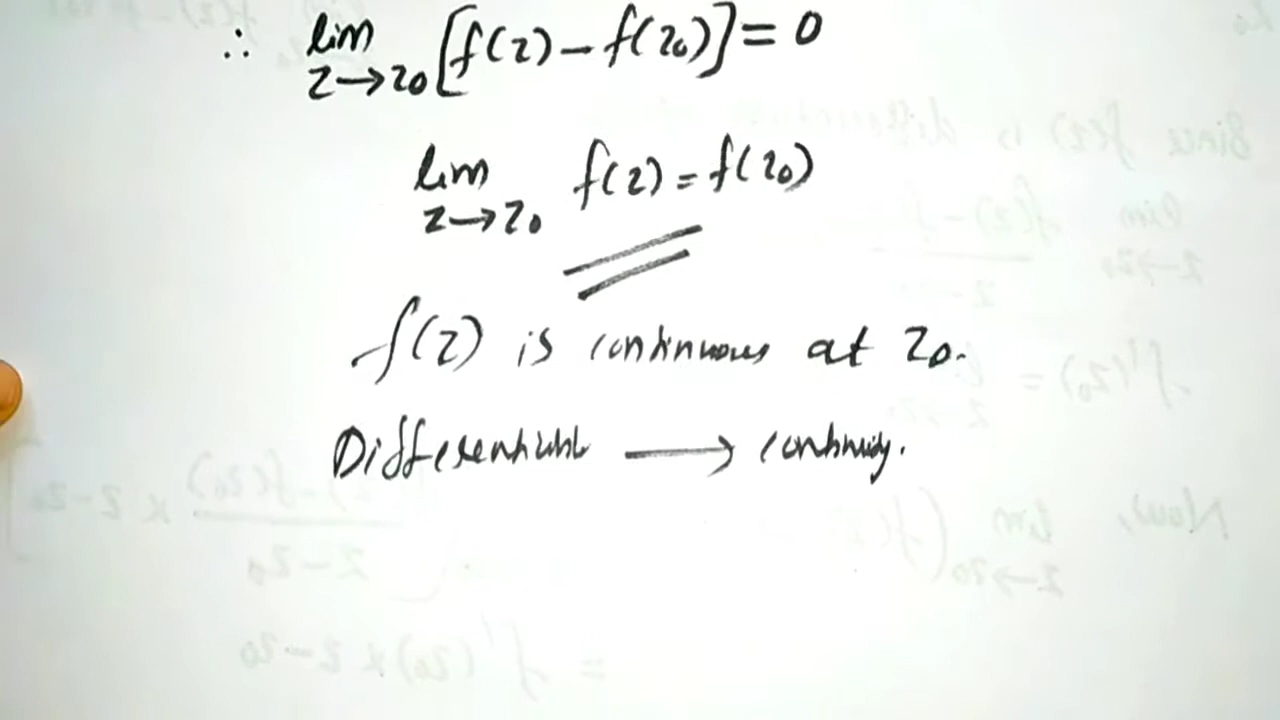 ∴ lim z→z₀ [f(z) – f(z₀)] = 0
lim z→z₀ f(z) = f(z₀)
f(z) is continuous at z₀.
Differentiable ⟶ continuity.